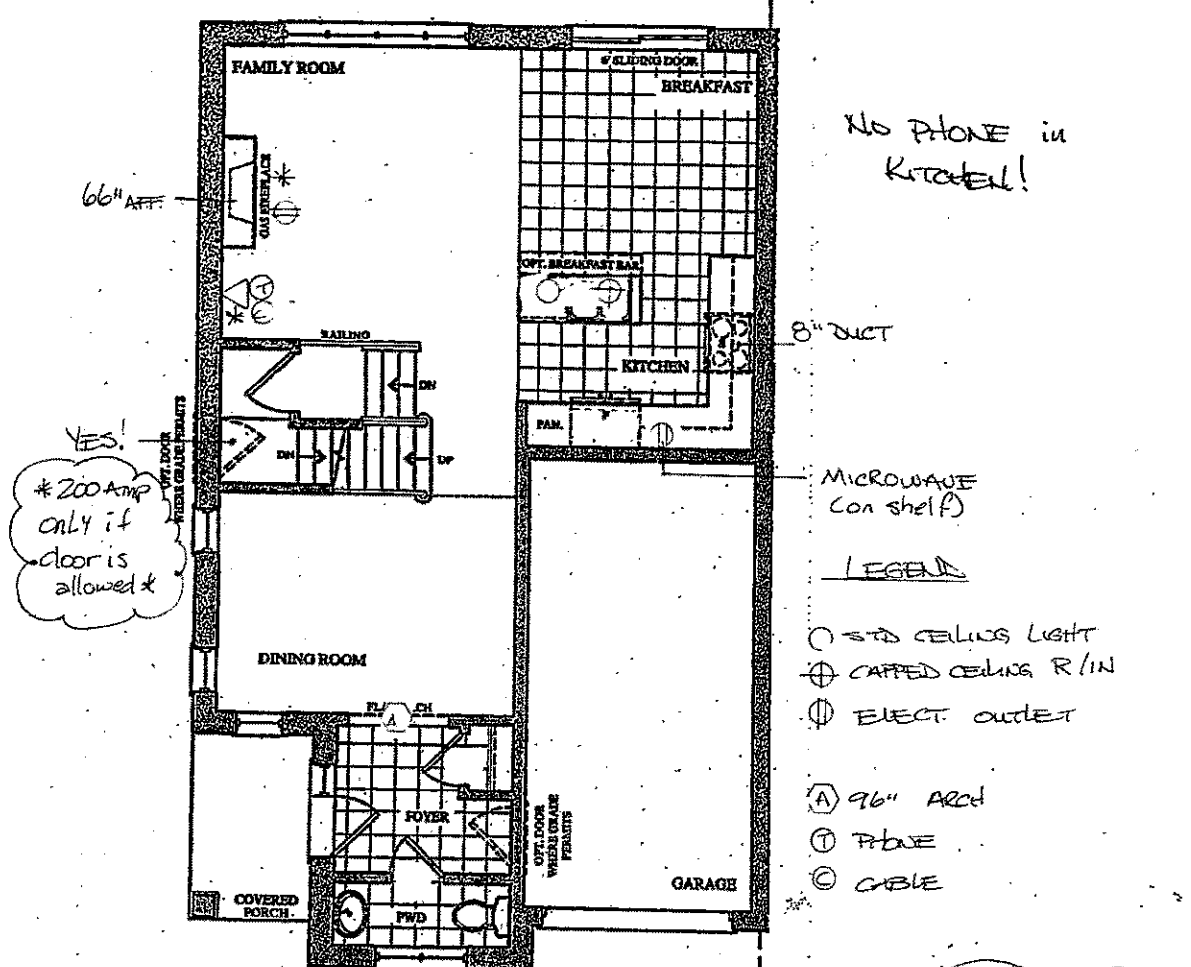 FAMILY ROOM
6' SLIDING DOOR
BREAKFAST
NO PHONE in
KITCHEN!
66" AFF.
GAS FIREPLACE
OPT. BREAKFAST BAR
T
C
RAILING
8" DUCT
KITCHEN
DN
PAN.
YES!
OPT. DOOR
WHERE GRADE PERMITS
DN
UP
* 200 Amp
only if
door is
allowed *
MICROWAVE
(on shelf)
LEGEND
STD CEILING LIGHT
CAPPED CEILING R/IN
ELECT. OUTLET
DINING ROOM
A
A 96" ARCH
T PHONE
C CABLE
FOYER
OPT. DOOR
WHERE GRADE
PERMITS
GARAGE
COVERED
PORCH
PWD